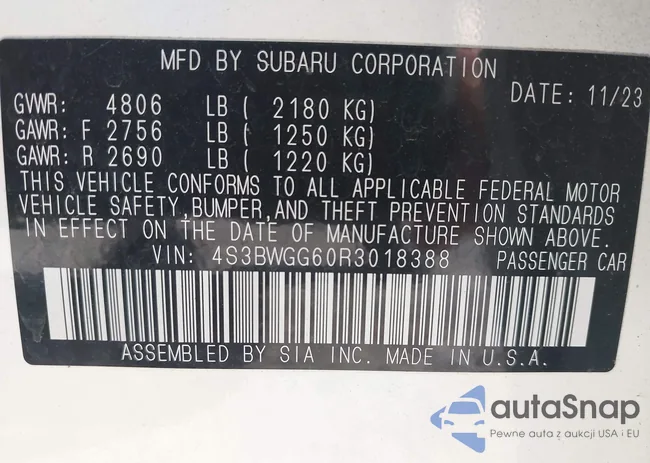 MFD BY SUBARU CORPORATION
DATE: 11/23
GVWR: 4806 LB ( 2180 KG)
GAWR: F 2756 LB ( 1250 KG)
GAWR: R 2690 LB ( 1220 KG)
THIS VEHICLE CONFORMS TO ALL APPLICABLE FEDERAL MOTOR
VEHICLE SAFETY,BUMPER,AND THEFT PREVENTION STANDARDS
IN EFFECT ON THE DATE OF MANUFACTURE SHOWN ABOVE.
VIN: 4S3BWGG60R3018388 PASSENGER CAR
ASSEMBLED BY SIA INC. MADE IN U.S.A.
autaSnap
Pewne auta z aukcji USA i EU